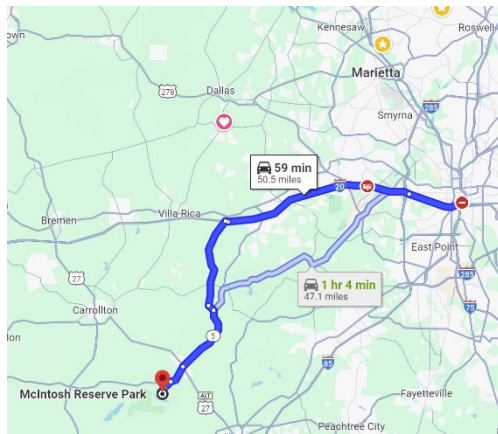 Kennesaw
Roswell
Marietta
285
278
Dallas
Smyrna
285
59 min
50.5 miles
20
Villa Rica
Bremen
East Point
1 hr 4 min
47.1 miles
285
27
75
Carrollton
5
85
McIntosh Reserve Park
ALT
27
Fayetteville
Peachtree City